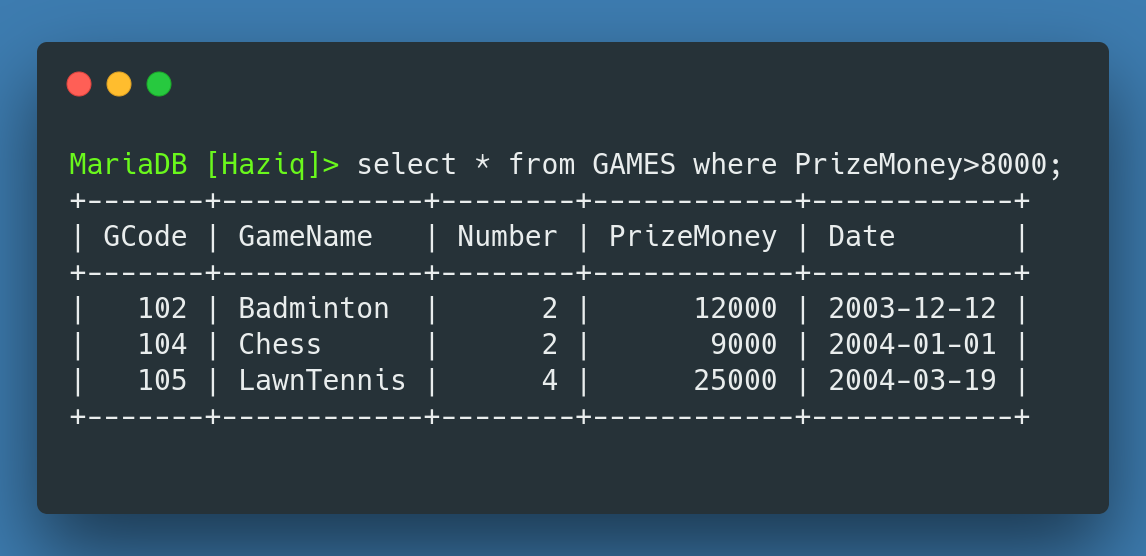 MariaDB [Haziq]> select * from GAMES where PrizeMoney>8000;
+-------+------------+--------+------------+------------+
| GCode | GameName   | Number | PrizeMoney | Date       |
+-------+------------+--------+------------+------------+
|   102 | Badminton  |      2 |      12000 | 2003-12-12 |
|   104 | Chess      |      2 |       9000 | 2004-01-01 |
|   105 | LawnTennis |      4 |      25000 | 2004-03-19 |
+-------+------------+--------+------------+------------+